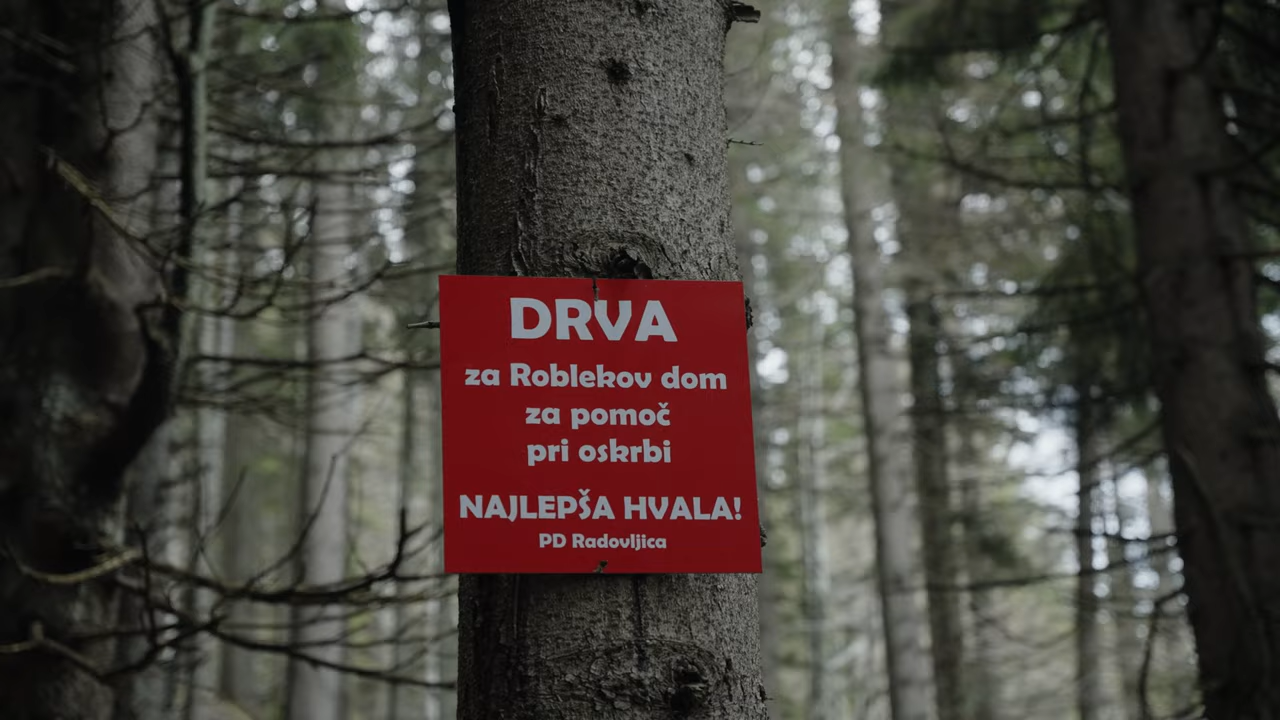 DRVA
za Roblekov dom
za pomoč
pri oskrbi
NAJLEPŠA HVALA!
PD Radovljica